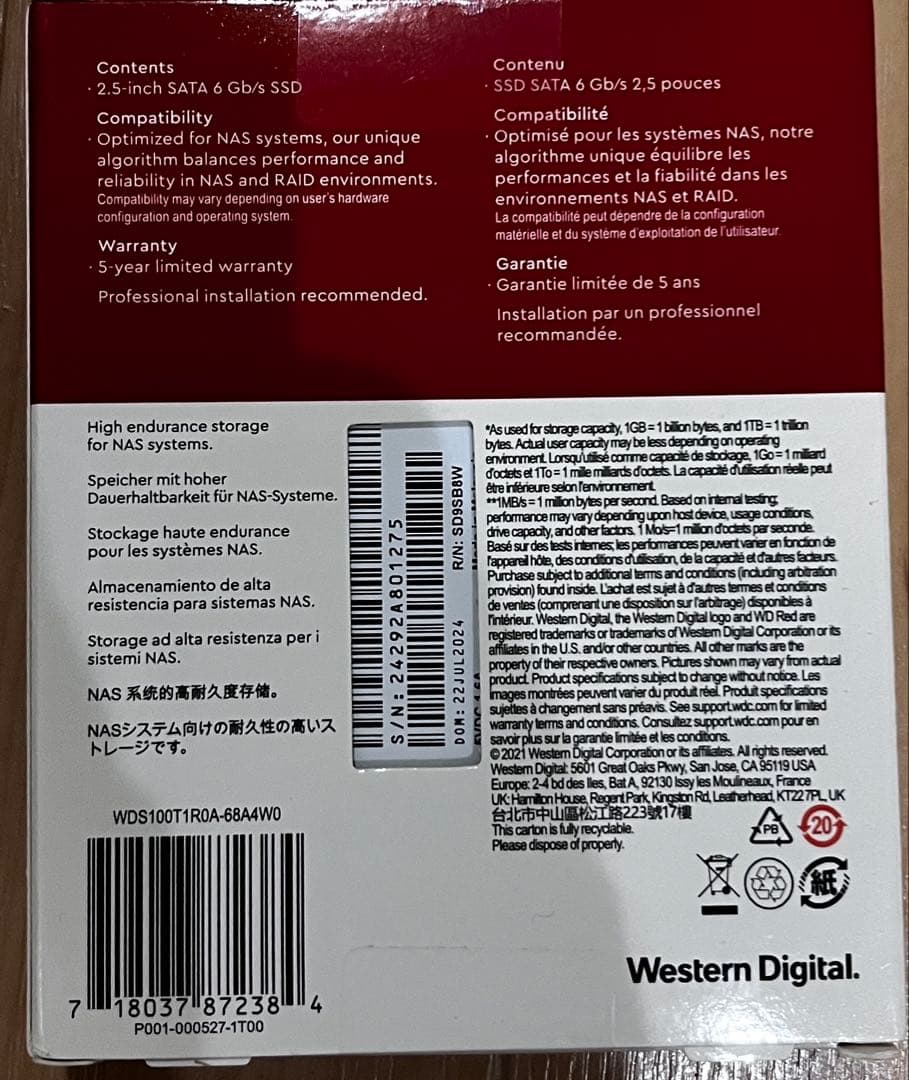 Contents
· 2.5-inch SATA 6 Gb/s SSD
Compatibility
· Optimized for NAS systems, our unique
algorithm balances performance and
reliability in NAS and RAID environments.
Compatibility may vary depending on user's hardware
configuration and operating system.
Warranty
· 5-year limited warranty
Professional installation recommended.
Contenu
· SSD SATA 6 Gb/s 2,5 pouces
Compatibilité
· Optimisé pour les systèmes NAS, notre
algorithme unique équilibre les
performances et la fiabilité dans les
environnements NAS et RAID.
La compatibilité peut dépendre de la configuration
matérielle et du système d'exploitation de l'utilisateur.
Garantie
· Garantie limitée de 5 ans
Installation par un professionnel
recommandée.
High endurance storage
for NAS systems.
Speicher mit hoher
Dauerhaltbarkeit für NAS-Systeme.
Stockage haute endurance
pour les systèmes NAS.
Almacenamiento de alta
resistencia para sistemas NAS.
Storage ad alta resistenza per i
sistemi NAS.
NAS 系统的高耐久度存储。
NASシステム向けの耐久性の高いス
トレージです。
S/N: 24292A801275
DOM: 22JUL2024
R/N: SD9SB8W
*As used for storage capacity, 1GB = 1 billion bytes, and 1TB = 1 trillion
bytes. Actual user capacity may be less depending on operating
environment. Lorsqu'utilisé comme capacité de stockage, 1 Go = 1 milliard
d'octets et 1 To = 1 mille milliards d'octets. La capacité d'utilisation réelle peut
être inférieure selon l'environnement.
**1 MB/s = 1 million bytes per second. Based on internal testing;
performance may vary depending upon host device, usage conditions,
drive capacity, and other factors. 1 Mo/s=1 million d'octets par seconde.
Basé sur des tests internes; les performances peuvent varier en fonction de
l'appareil hôte, des conditions d'utilisation, de la capacité et d'autres facteurs.
Purchase subject to additional terms and conditions (including arbitration
provision) found inside. L'achat est sujet à d'autres termes et conditions
de ventes (comprenant une disposition sur l'arbitrage) disponibles à
l'intérieur. Western Digital, the Western Digital logo and WD Red are
registered trademarks or trademarks of Western Digital Corporation or its
affiliates in the U.S. and/or other countries. All other marks are the
property of their respective owners. Pictures shown may vary from actual
product. Product specifications subject to change without notice. Les
images montrées peuvent varier du produit réel. Produit specifications
sujettes à changement sans préavis. See support.wdc.com for limited
warranty terms and conditions. Consultez support.wdc.com pour en
savoir plus sur la garantie limitée et les conditions.
© 2021 Western Digital Corporation or its affiliates. All rights reserved.
Western Digital: 5601 Great Oaks Pkwy, San Jose, CA 95119 USA
Europe: 2-4 bd des Iles, Bat A, 92130 Issy les Moulineaux, France
UK: Hamilton House, Regent Park, Kingston Rd, Leatherhead, KT22 7PL, UK
台北市中山區松江路223號17樓
This carton is fully recyclable.
Please dispose of properly.
PB
20
紙
WDS100T1R0A-68A4W0
7 18037 87238 4
P001-000527-1T00
Western Digital.